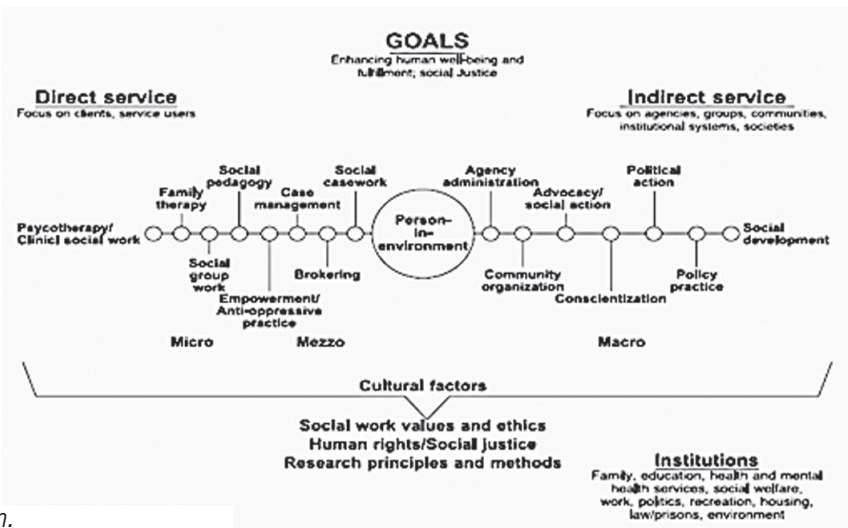 GOALS
Enhancing human well-being and
fulfillment; social Justice
Direct service
Focus on clients, service users
Indirect service
Focus on agencies, groups, communities,
institutional systems, societies
Social
pedagogy
Social
casework
Agency
administration
Political
action
Family
therapy
Case
management
Advocacy/
social action
Paycotherapy/
Clinicl social work
Person-
in-
environment
Social
development
Social
group
work
Brokering
Community
organization
Policy
practice
Empowerment/
Anti-oppressive
practice
Conscientization
Micro
Mezzo
Macro
Cultural factors
Social work values and ethics
Human rights/Social justice
Research principles and methods
Institutions
Family, education, health and mental
health services, social welfare,
work, politics, recreation, housing,
law/prisons, environment